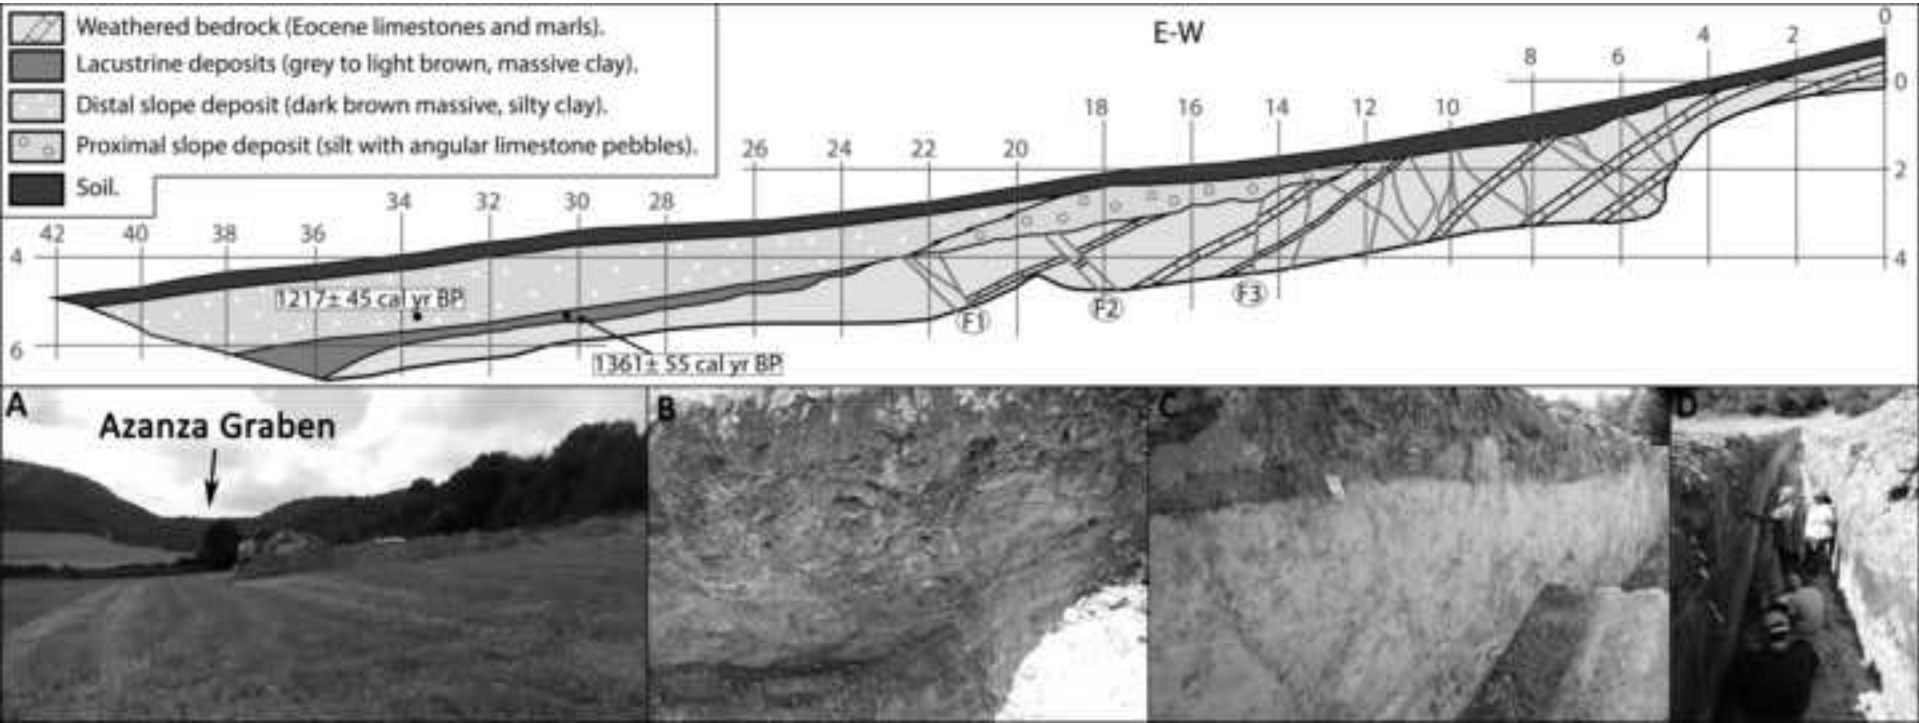 Weathered bedrock (Eocene limestones and marls).
Lacustrine deposits (grey to light brown, massive clay).
Distal slope deposit (dark brown massive, silty clay).
Proximal slope deposit (silt with angular limestone pebbles).
Soil.
E-W
0
2
4
6
8
10
12
14
16
18
20
22
24
26
28
30
32
34
36
38
40
42
0
2
4
4
6
1217± 45 cal yr BP
1361± 55 cal yr BP
F1
F2
F3
A
Azanza Graben
B
C
D